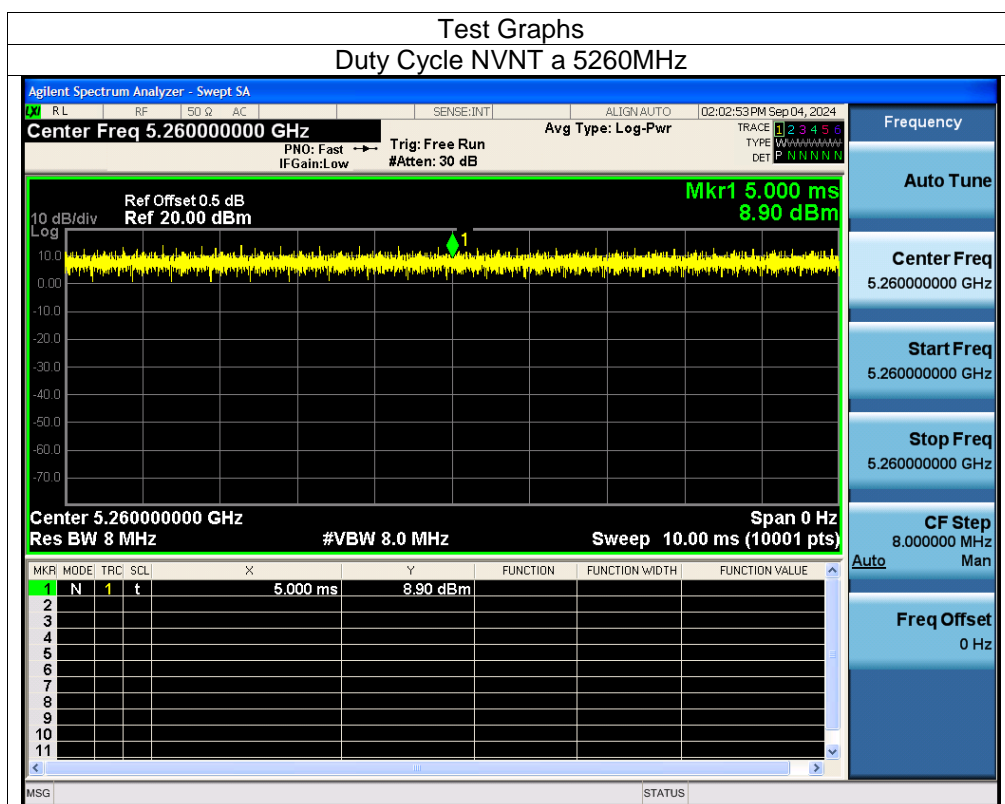 Test Graphs
Duty Cycle NVNT a 5260MHz
Agilent Spectrum Analyzer - Swept SA
LXI RL RF 50 Ω AC SENSE:INT ALIGN AUTO 02:02:53 PM Sep 04, 2024
Center Freq 5.260000000 GHz
PNO: Fast
IFGain:Low
Trig: Free Run
#Atten: 30 dB
Avg Type: Log-Pwr
TRACE 1 2 3 4 5 6
TYPE WWWWWW
DET P N N N N N
Mkr1 5.000 ms
8.90 dBm
Ref Offset 0.5 dB
10 dB/div Ref 20.00 dBm
Log
1
10.0
0.00
-10.0
-20.0
-30.0
-40.0
-50.0
-60.0
-70.0
Center 5.260000000 GHz Span 0 Hz
Res BW 8 MHz #VBW 8.0 MHz Sweep 10.00 ms (10001 pts)
MKR MODE TRC SCL X Y FUNCTION FUNCTION WIDTH FUNCTION VALUE
1 N 1 t 5.000 ms 8.90 dBm
2
3
4
5
6
7
8
9
10
11
MSG STATUS
Frequency
Auto Tune
Center Freq
5.260000000 GHz
Start Freq
5.260000000 GHz
Stop Freq
5.260000000 GHz
CF Step
8.000000 MHz
Auto Man
Freq Offset
0 Hz